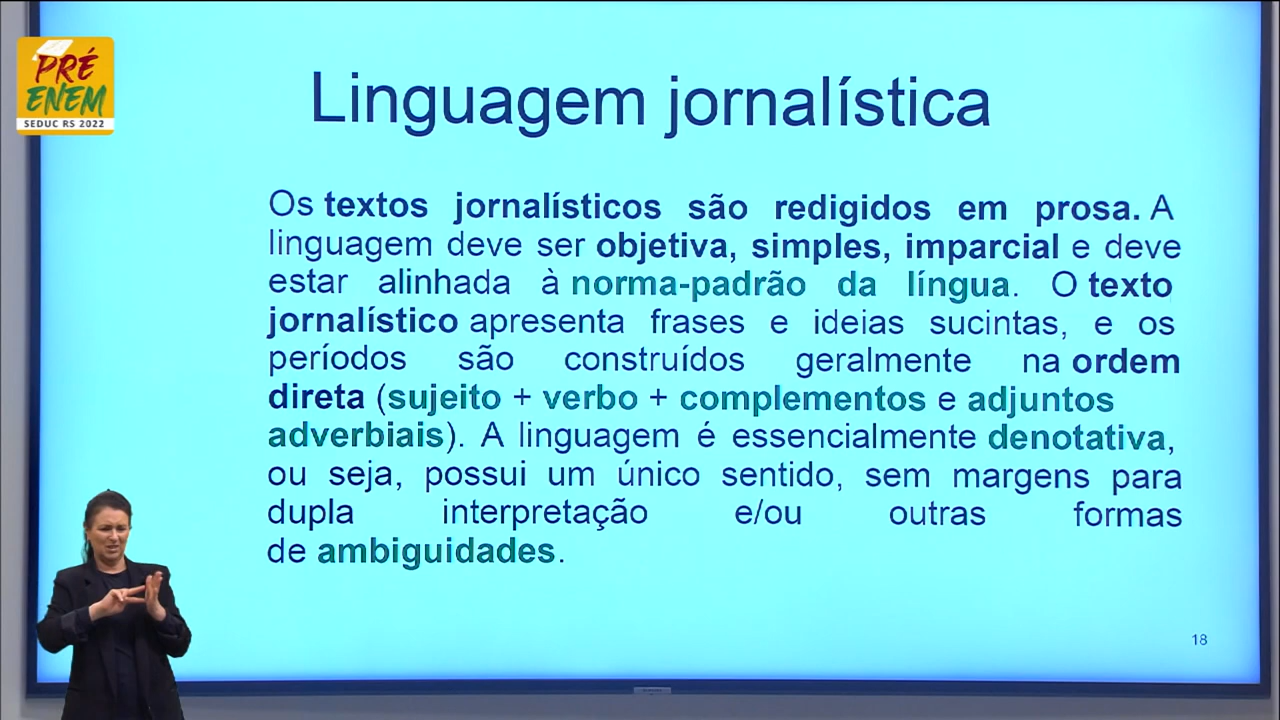 PRÉ
ENEM
SEDUC RS 2022
Linguagem jornalística
Os textos jornalísticos são redigidos em prosa. A
linguagem deve ser objetiva, simples, imparcial e deve
estar alinhada à norma-padrão da língua. O texto
jornalístico apresenta frases e ideias sucintas, e os
períodos são construídos geralmente na ordem
direta (sujeito + verbo + complementos e adjuntos
adverbiais). A linguagem é essencialmente denotativa,
ou seja, possui um único sentido, sem margens para
dupla interpretação e/ou outras formas
de ambiguidades.
18